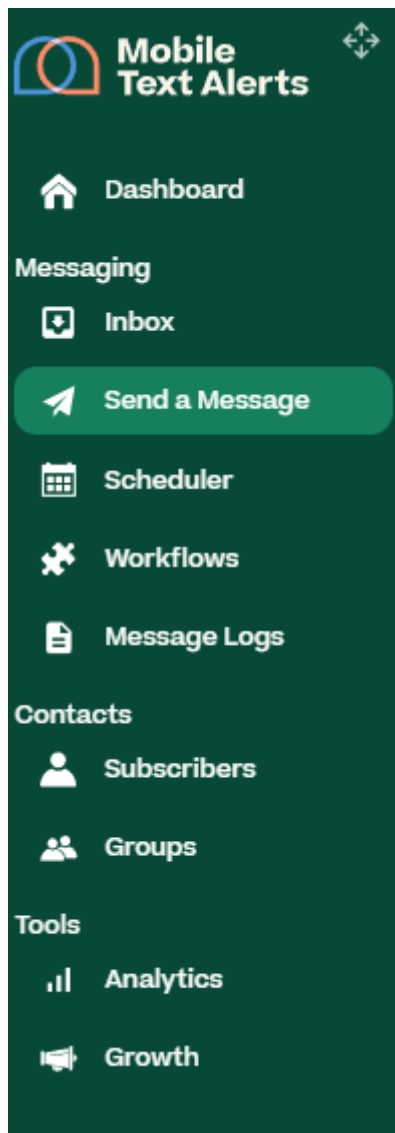 Mobile
Text Alerts
Dashboard
Messaging
Inbox
Send a Message
Scheduler
Workflows
Message Logs
Contacts
Subscribers
Groups
Tools
Analytics
Growth